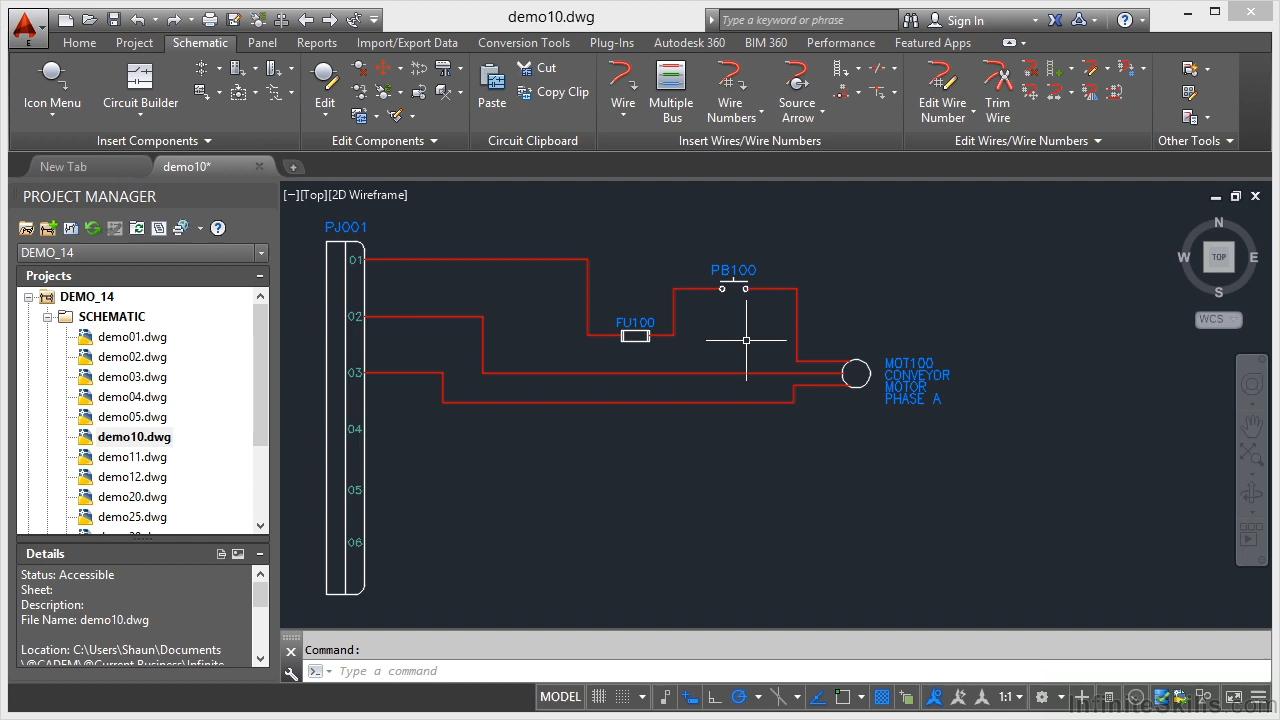 demo10.dwg
Type a keyword or phrase
Sign In
E
Home Project Schematic Panel Reports Import/Export Data Conversion Tools Plug-Ins Autodesk 360 BIM 360 Performance Featured Apps
Icon Menu
Circuit Builder
Edit
Paste
Cut
Copy Clip
Wire
Multiple
Bus
Wire
Numbers
Source
Arrow
Edit Wire
Number
Trim
Wire
Insert Components
Edit Components
Circuit Clipboard
Insert Wires/Wire Numbers
Edit Wires/Wire Numbers
Other Tools
New Tab
demo10*
PROJECT MANAGER
DEMO_14
Projects
DEMO_14
SCHEMATIC
demo01.dwg
demo02.dwg
demo03.dwg
demo04.dwg
demo05.dwg
demo10.dwg
demo11.dwg
demo12.dwg
demo20.dwg
demo25.dwg
Details
Status: Accessible
Sheet:
Description:
File Name: demo10.dwg
Location: C:\Users\Shaun\Documents
\@CADEM\@Current Business\Infinite
[−][Top][2D Wireframe]
PJ001
01
02
03
04
05
06
FU100
PB100
MOT100
CONVEYOR
MOTOR
PHASE A
N
W
TOP
E
S
WCS
Command:
Type a command
MODEL
1:1
InfiniteSkills.com